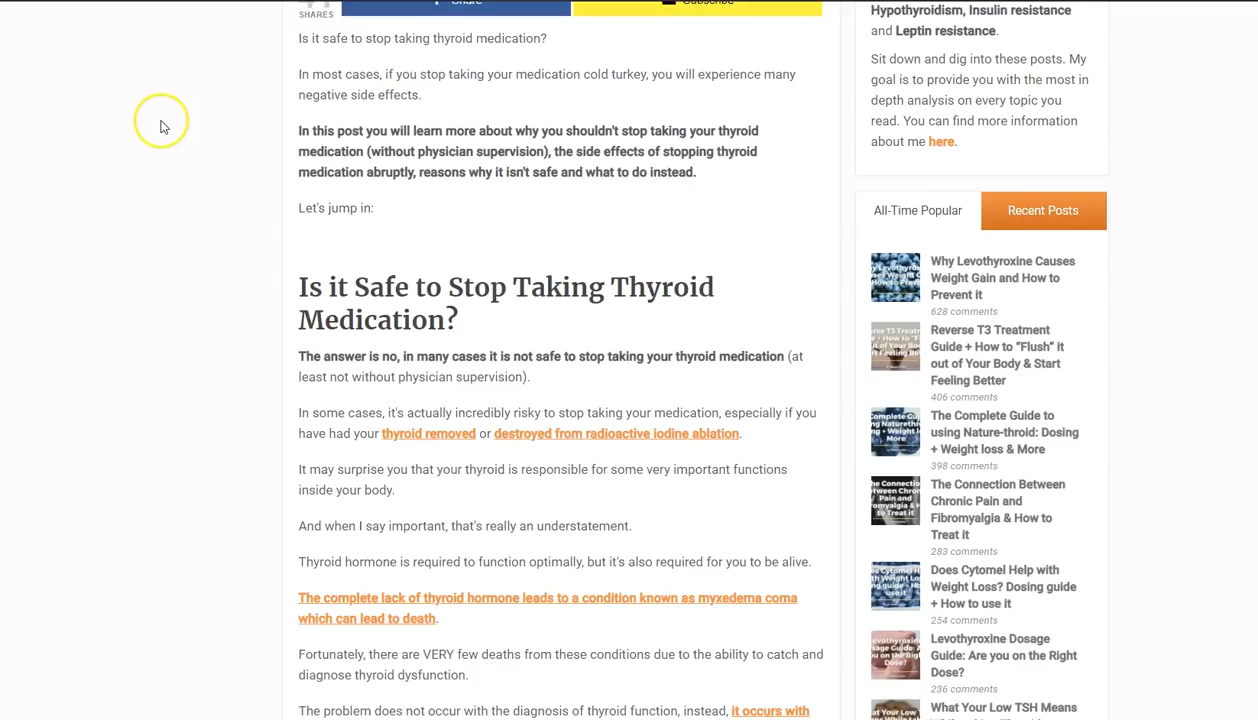 SHARES
Share
Subscribe
Is it safe to stop taking thyroid medication?
In most cases, if you stop taking your medication cold turkey, you will experience many
negative side effects.
In this post you will learn more about why you shouldn't stop taking your thyroid
medication (without physician supervision), the side effects of stopping thyroid
medication abruptly, reasons why it isn't safe and what to do instead.
Let's jump in:
Is it Safe to Stop Taking Thyroid
Medication?
The answer is no, in many cases it is not safe to stop taking your thyroid medication (at
least not without physician supervision).
In some cases, it's actually incredibly risky to stop taking your medication, especially if you
have had your thyroid removed or destroyed from radioactive iodine ablation.
It may surprise you that your thyroid is responsible for some very important functions
inside your body.
And when I say important, that's really an understatement.
Thyroid hormone is required to function optimally, but it's also required for you to be alive.
The complete lack of thyroid hormone leads to a condition known as myxedema coma
which can lead to death.
Fortunately, there are VERY few deaths from these conditions due to the ability to catch and
diagnose thyroid dysfunction.
The problem does not occur with the diagnosis of thyroid function, instead, it occurs with
Hypothyroidism, Insulin resistance
and Leptin resistance.
Sit down and dig into these posts. My
goal is to provide you with the most in
depth analysis on every topic you
read. You can find more information
about me here.
All-Time Popular
Recent Posts
Why Levothyroxine Causes
Weight Gain and How to
Prevent it
628 comments
Reverse T3 Treatment
Guide + How to “Flush” it
out of Your Body & Start
Feeling Better
406 comments
The Complete Guide to
using Nature-throid: Dosing
+ Weight loss & More
398 comments
The Connection Between
Chronic Pain and
Fibromyalgia & How to
Treat it
283 comments
Does Cytomel Help with
Weight Loss? Dosing guide
+ How to use it
254 comments
Levothyroxine Dosage
Guide: Are you on the Right
Dose?
236 comments
What Your Low TSH Means